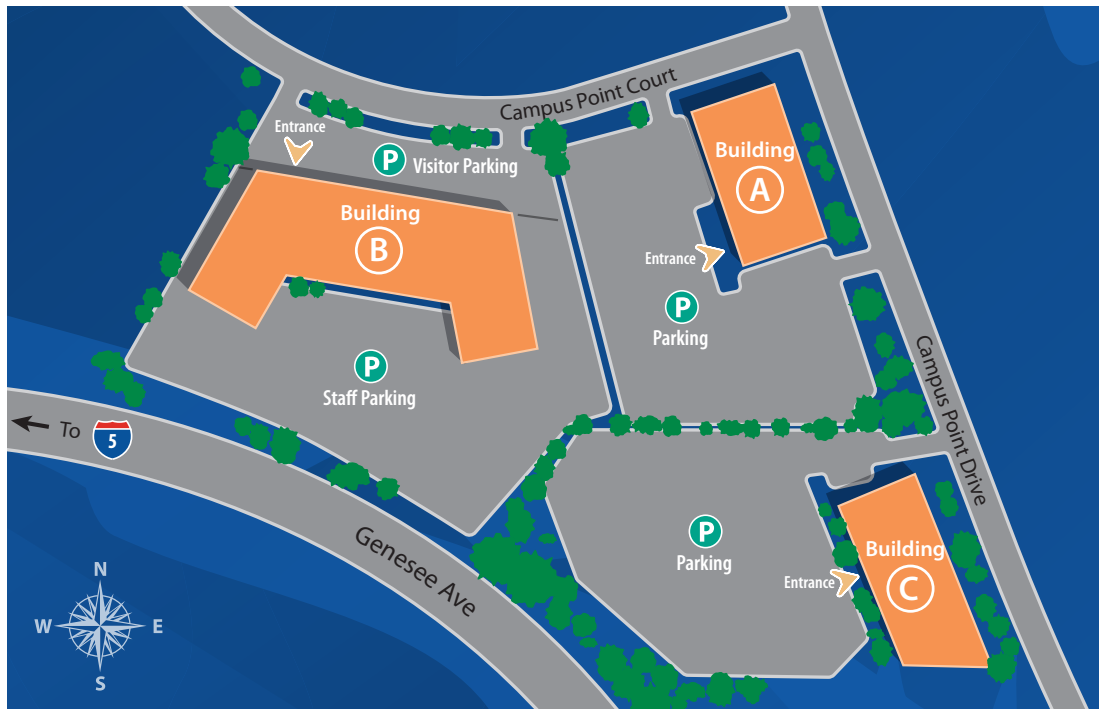 Campus Point Court
Entrance
P
Visitor Parking
Building
A
Building
B
Entrance
P
Parking
P
Staff Parking
Campus Point Drive
To
5
P
Parking
Building
C
Entrance
Genesee Ave
N
W
E
S